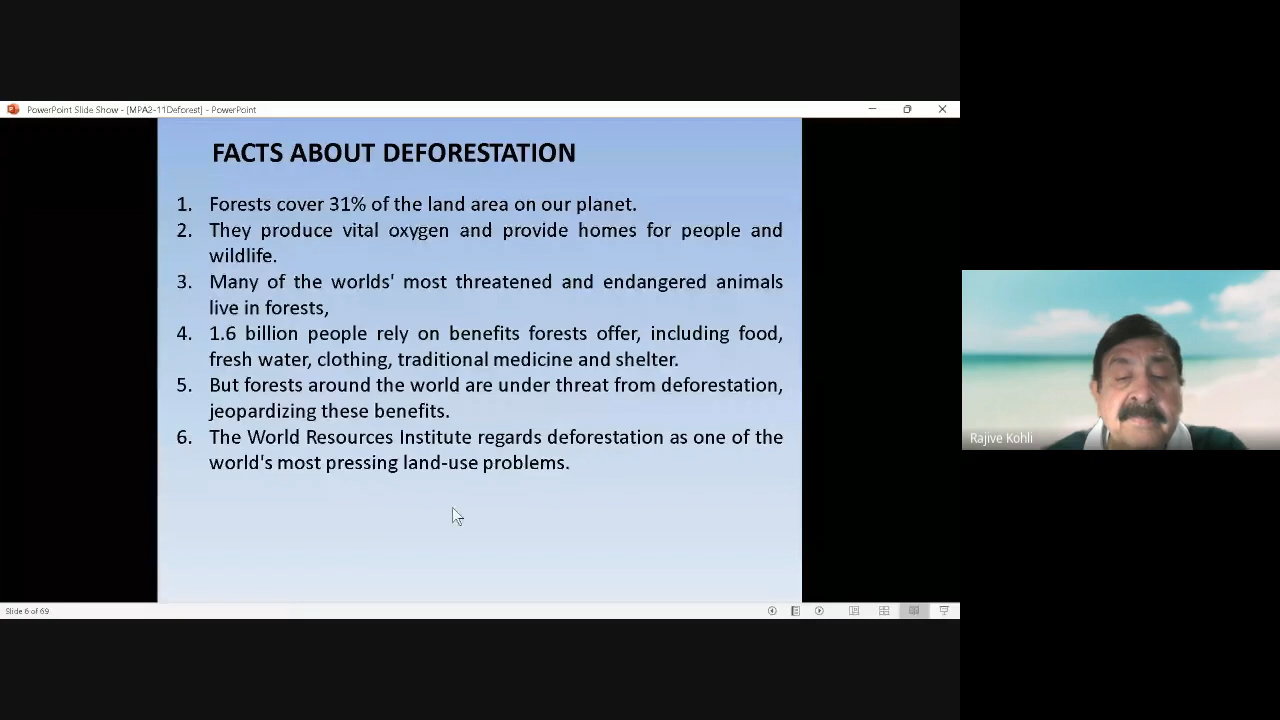 PowerPoint Slide Show - [MPA2-11Deforest] - PowerPoint
FACTS ABOUT DEFORESTATION
1. Forests cover 31% of the land area on our planet.
2. They produce vital oxygen and provide homes for people and
wildlife.
3. Many of the worlds' most threatened and endangered animals
live in forests,
4. 1.6 billion people rely on benefits forests offer, including food,
fresh water, clothing, traditional medicine and shelter.
5. But forests around the world are under threat from deforestation,
jeopardizing these benefits.
6. The World Resources Institute regards deforestation as one of the
world's most pressing land-use problems.
Rajive Kohli
Slide 6 of 69